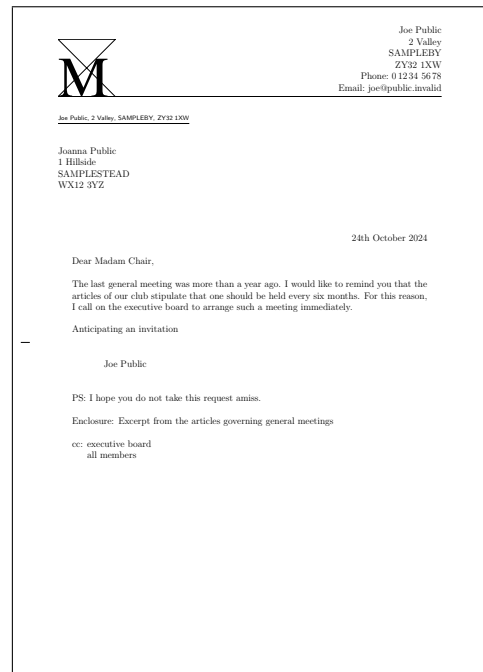 Joe Public
2 Valley
SAMPLEBY
ZY32 1XW
Phone: 0 12 34 56 78
Email: joe@public.invalid
M
Joe Public, 2 Valley, SAMPLEBY, ZY32 1XW
Joanna Public
1 Hillside
SAMPLESTEAD
WX12 3YZ
24th October 2024
Dear Madam Chair,
The last general meeting was more than a year ago. I would like to remind you that the
articles of our club stipulate that one should be held every six months. For this reason,
I call on the executive board to arrange such a meeting immediately.
Anticipating an invitation
Joe Public
PS: I hope you do not take this request amiss.
Enclosure: Excerpt from the articles governing general meetings
cc: executive board
all members